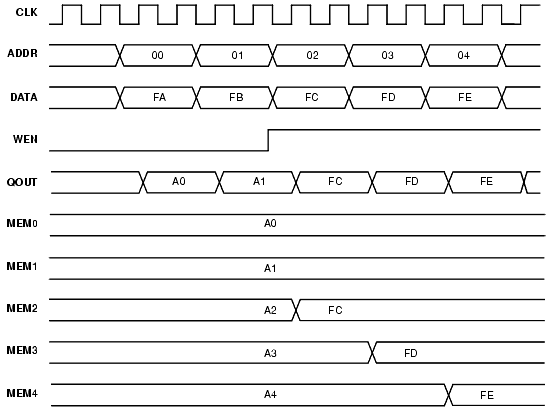 CLK
ADDR 00 01 02 03 04
DATA FA FB FC FD FE
WEN
QOUT A0 A1 FC FD FE
MEM0 A0
MEM1 A1
MEM2 A2 FC
MEM3 A3 FD
MEM4 A4 FE